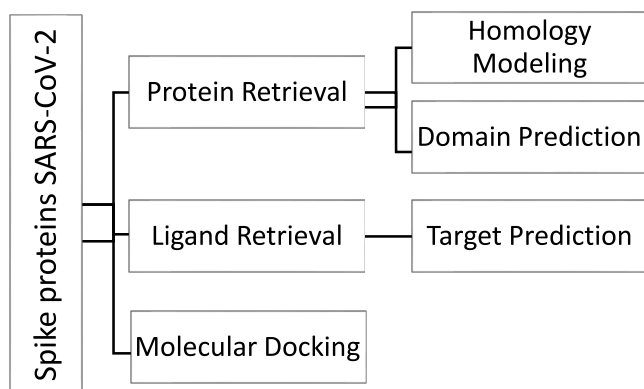 Spike proteins SARS-CoV-2
Protein Retrieval
Homology
Modeling
Domain Prediction
Ligand Retrieval
Target Prediction
Molecular Docking